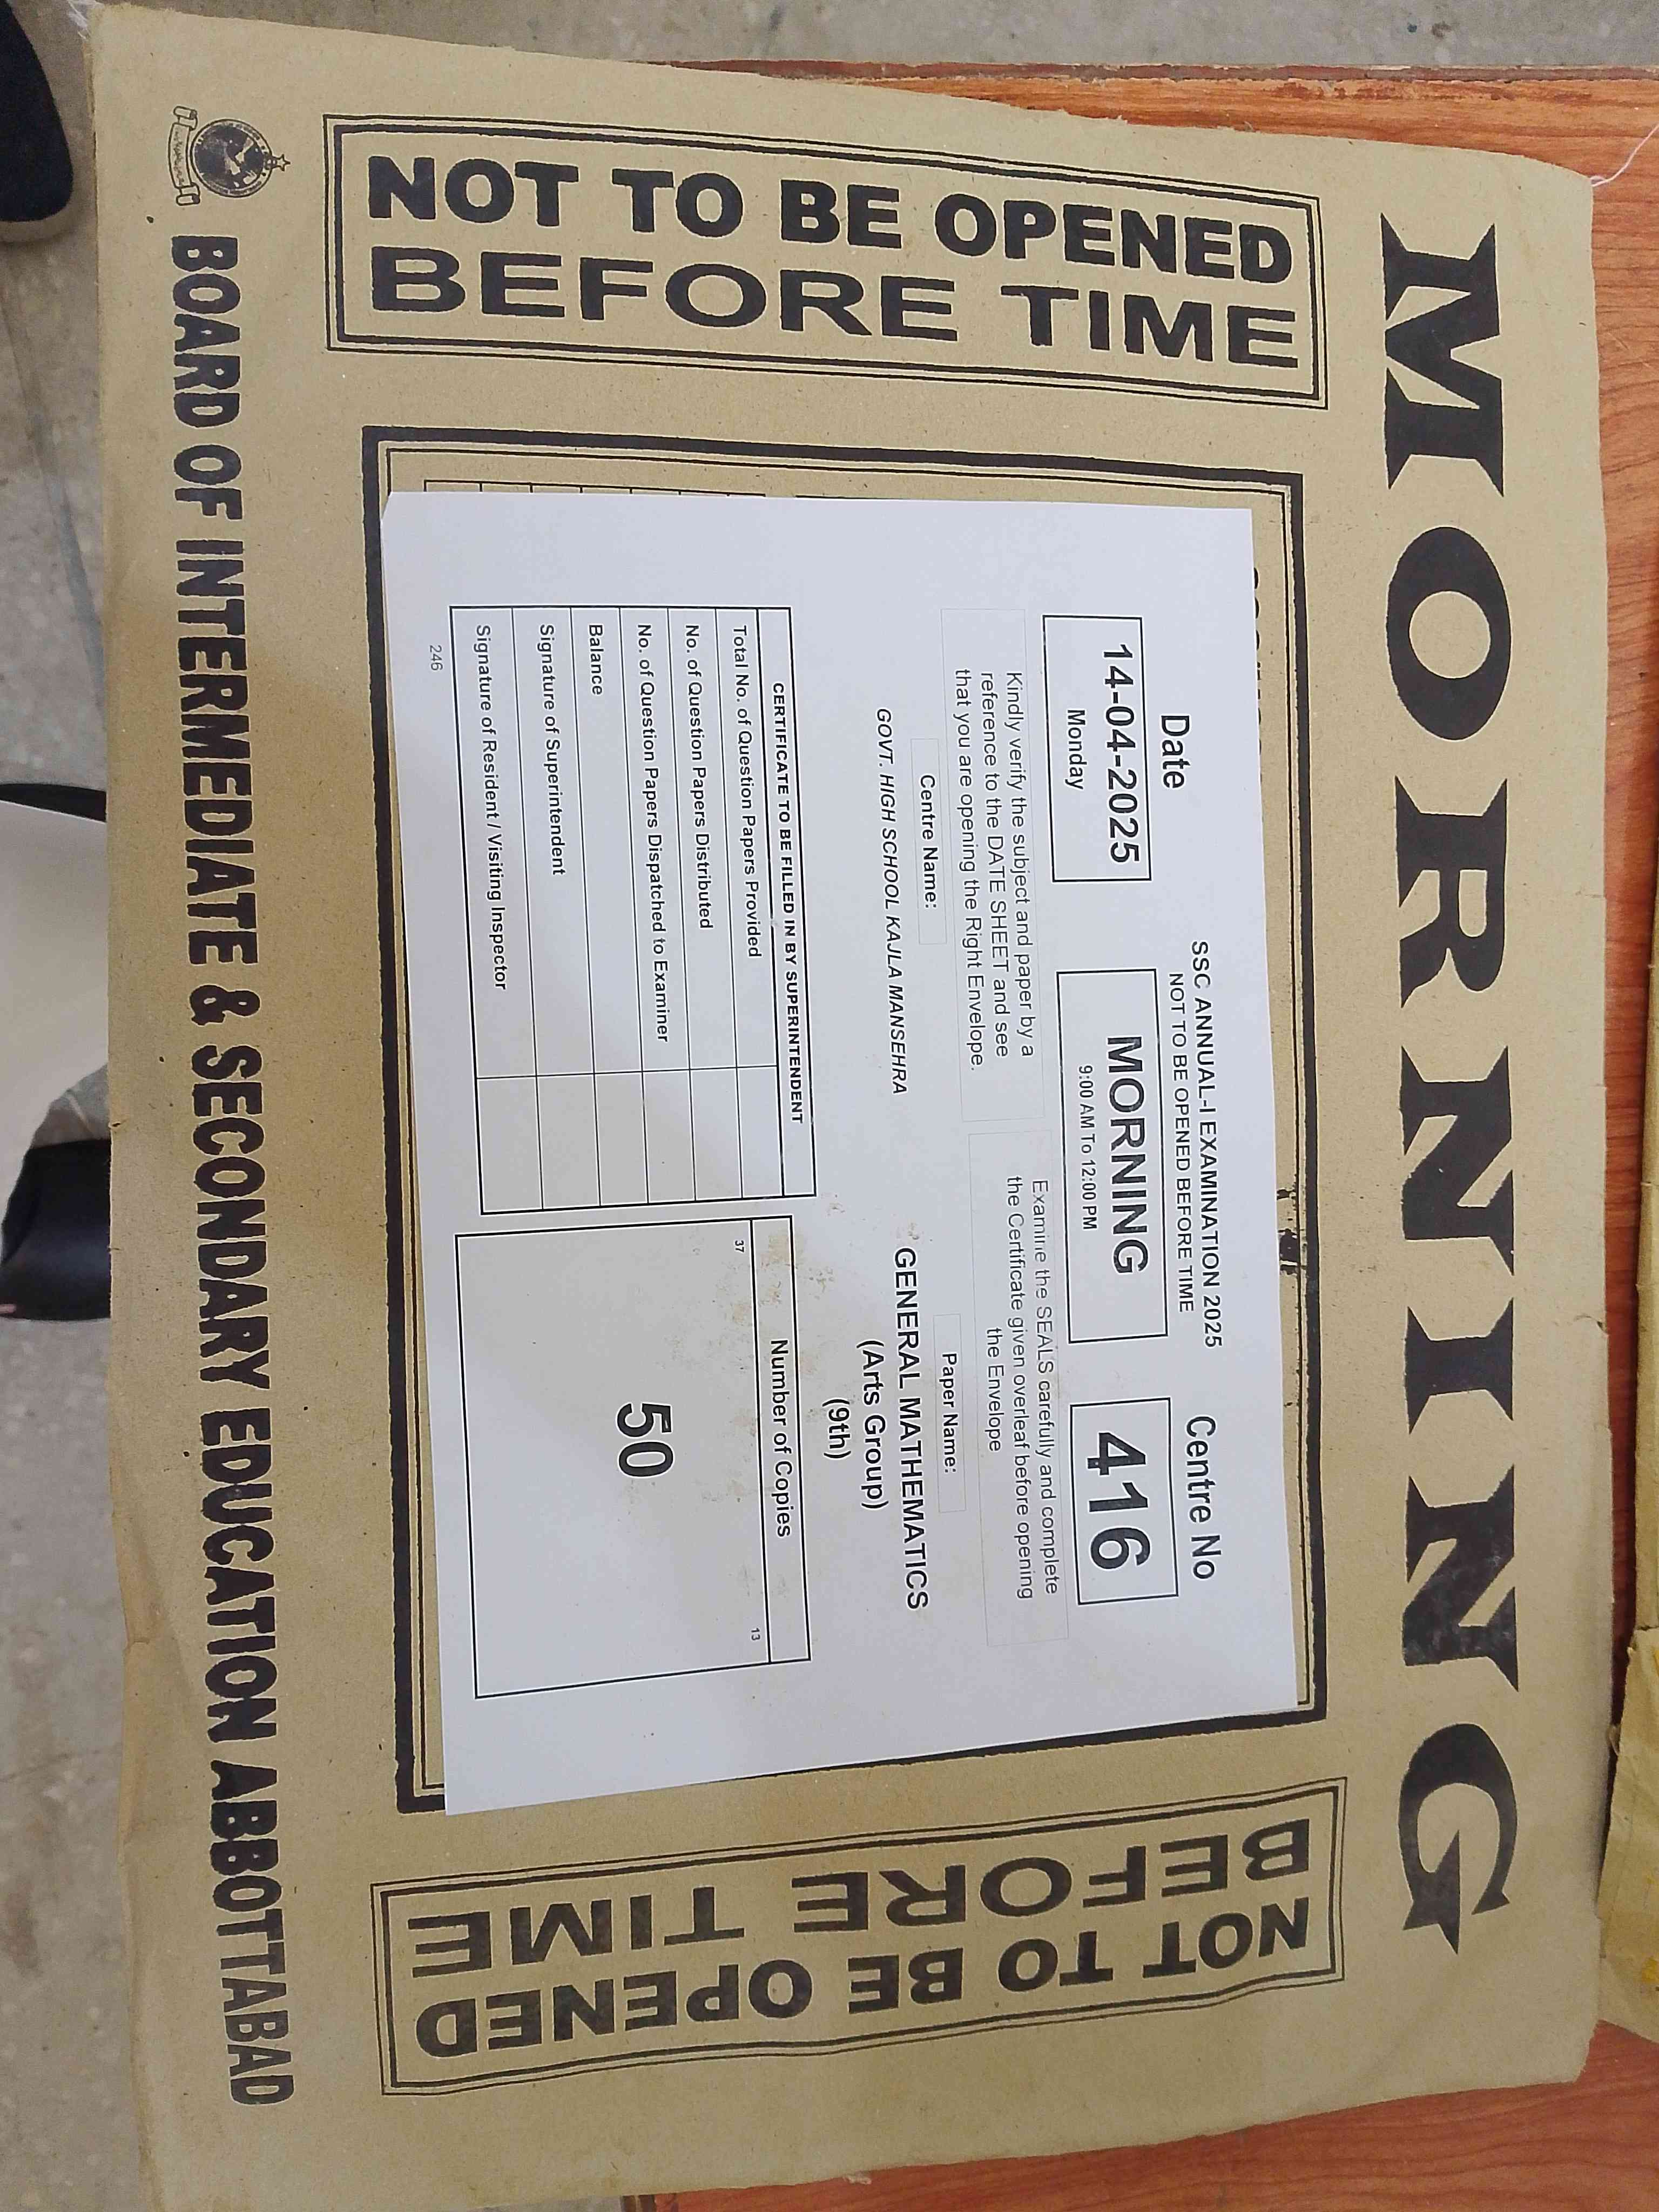 MORNING
NOT TO BE OPENED
BEFORE TIME
SSC ANNUAL-I EXAMINATION 2025
NOT TO BE OPENED BEFORE TIME
Date
14-04-2025
Monday
MORNING
9:00 AM To 12:00 PM
Centre No
416
Kindly verify the subject and paper by a
reference to the DATE SHEET and see
that you are opening the Right Envelope.
Examine the SEALS carefully and complete
the Certificate given overleaf before opening
the Envelope
Centre Name:
GOVT. HIGH SCHOOL KAJLA MANSEHRA
Paper Name:
GENERAL MATHEMATICS
(Arts Group)
(9th)
CERTIFICATE TO BE FILLED IN BY SUPERINTENDENT
Total No. of Question Papers Provided
No. of Question Papers Distributed
No. of Question Papers Dispatched to Examiner
Balance
Signature of Superintendent
Signature of Resident / Visiting Inspector
246
Number of Copies
37
13
50
NOT TO BE OPENED
BEFORE TIME
BOARD OF INTERMEDIATE & SECONDARY EDUCATION ABBOTTABAD